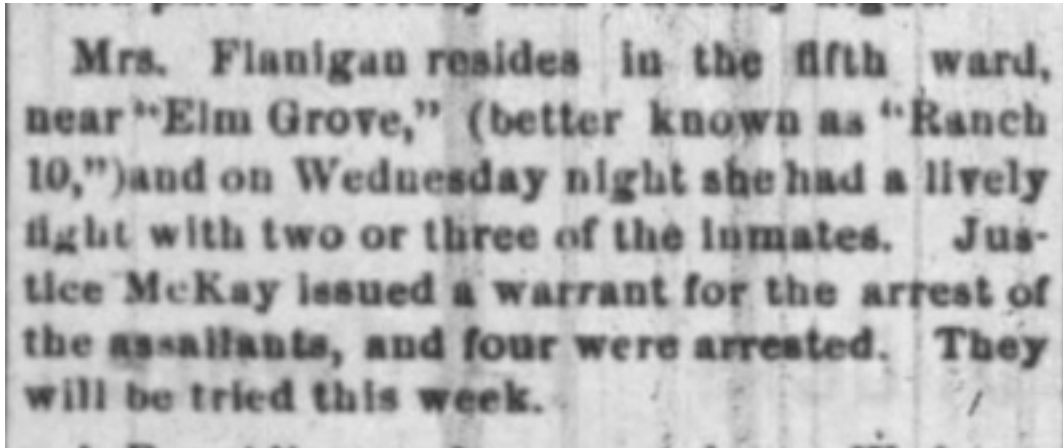 Mrs. Flanigan resides in the fifth ward,
near "Elm Grove," (better known as "Ranch
10,") and on Wednesday night she had a lively
fight with two or three of the inmates. Jus-
tice McKay issued a warrant for the arrest of
the assailants, and four were arrested. They
will be tried this week.